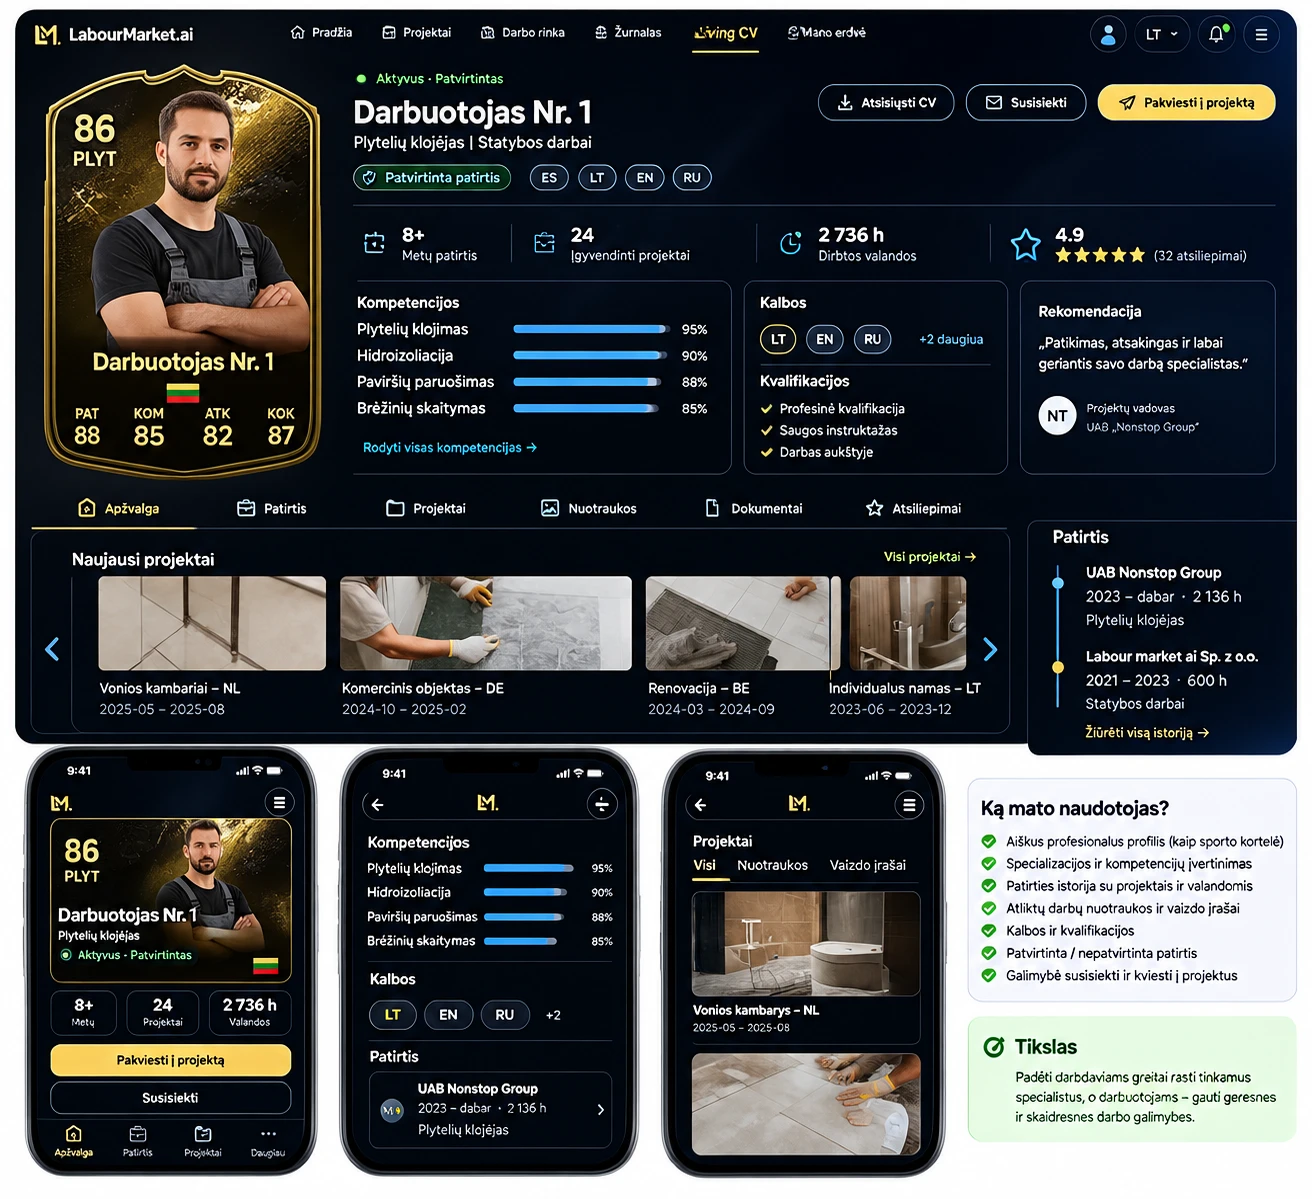 LM. LabourMarket.ai
Pradžia
Projektai
Darbo rinka
Žurnalas
Living CV
Mano erdvė
LT
86
PLYT
Darbuotojas Nr. 1
PAT KOM ATK KOK
88 85 82 87
Aktyvus · Patvirtintas
Darbuotojas Nr. 1
Plytelių klojėjas | Statybos darbai
Patvirtinta patirtis
ES LT EN RU
Atsisiųsti CV
Susisiekti
Pakviesti į projektą
8+
Metų patirtis
24
Įgyvendinti projektai
2 736 h
Dirbtos valandos
4.9
(32 atsiliepimai)
Kompetencijos
Plytelių klojimas 95%
Hidroizoliacija 90%
Paviršių paruošimas 88%
Brėžinių skaitymas 85%
Rodyti visas kompetencijas →
Kalbos
LT EN RU +2 daugiua
Kvalifikacijos
Profesinė kvalifikacija
Saugos instruktažas
Darbas aukštyje
Rekomendacija
„Patikimas, atsakingas ir labai
geriantis savo darbą specialistas.”
NT
Projektų vadovas
UAB „Nonstop Group“
Apžvalga
Patirtis
Projektai
Nuotraukos
Dokumentai
Atsiliepimai
Naujausi projektai
Visi projektai →
Vonios kambariai – NL
2025-05 – 2025-08
Komercinis objektas – DE
2024-10 – 2025-02
Renovacija – BE
2024-03 – 2024-09
Individualus namas – LT
2023-06 – 2023-12
Patirtis
UAB Nonstop Group
2023 – dabar · 2 136 h
Plytelių klojėjas
Labour market ai Sp. z o.o.
2021 – 2023 · 600 h
Statybos darbai
Žiūrėti visą istoriją →
9:41
LM.
86
PLYT
Darbuotojas Nr. 1
Plytelių klojėjas
Aktyvus - Patvirtintas
8+
Metų
24
Projektai
2 736 h
Valandos
Pakviesti į projektą
Susisiekti
Apžvalga
Patirtis
Projektai
Daugiau
9:41
LM.
Kompetencijos
Plytelių klojimąs 95%
Hidroizoliacija 90%
Paviršių paruošimas 88%
Brėžinių skaitymas 85%
Kalbos
LT EN RU +2
Patirtis
UAB Nonstop Group
2023 – dabar · 2 136 h
Plytelių klojėjas
9:41
LM.
Projektai
Visi Nuotraukos Vaizdo įrašai
Vonios kambarys – NL
2025-05 – 2025-08
Ką mato naudotojas?
Aiškus profesionalus profilis (kaip sporto kortelė)
Specializacijos ir kompetencijų įvertinimas
Patirties istorija su projektais ir valandomis
Atliktų darbų nuotraukos ir vaizdo įrašai
Kalbos ir kvalifikacijos
Patvirtinta / nepatvirtinta patirtis
Galimybė susisiekti ir kviesti į projektus
Tikslas
Padėti darbdaviams greitai rasti tinkamus
specialistus, o darbuotojams – gauti geresnes
ir skaidresnes darbo galimybes.